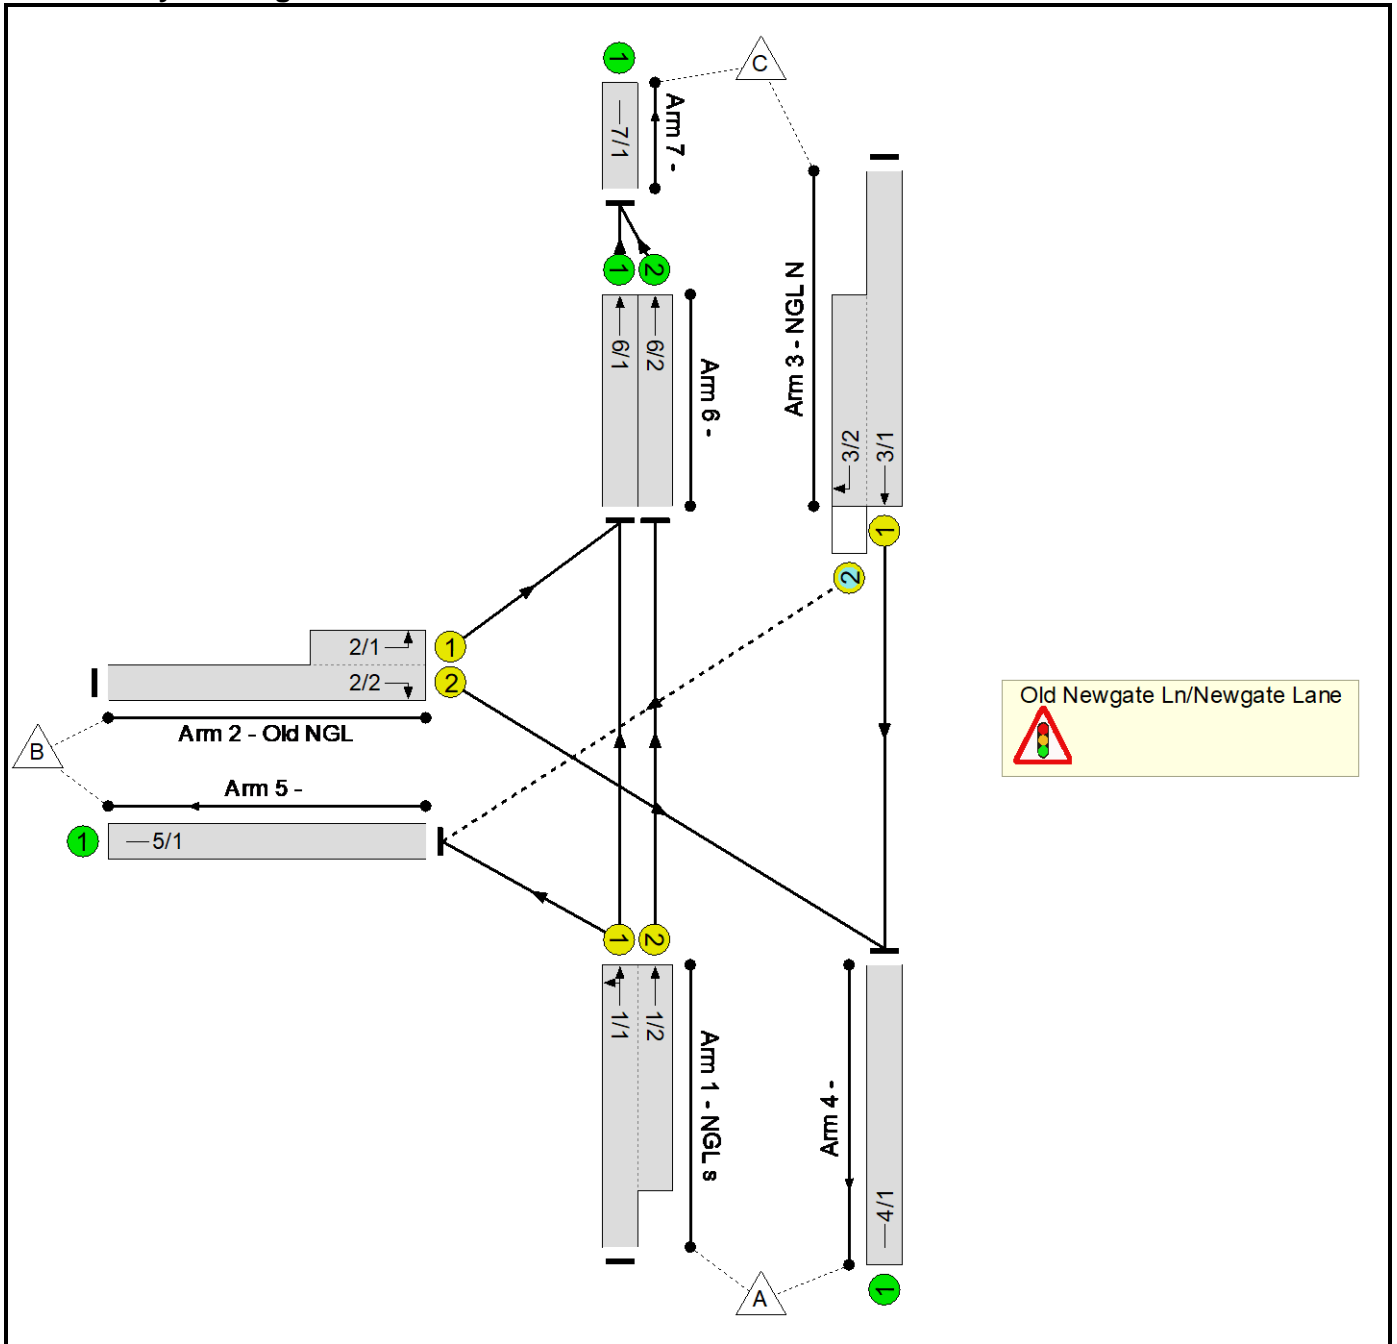 1
C
7/1
Arm 7 -
1
2
6/1
6/2
Arm 6 -
Arm 3 - NGL N
3/2
3/1
1
2
2/1
2/2
1
2
Arm 2 - Old NGL
B
Arm 5 -
1
5/1
Old Newgate Ln/Newgate Lane
1
2
1/1
1/2
Arm 1 - NGL s
Arm 4 -
4/1
A
1